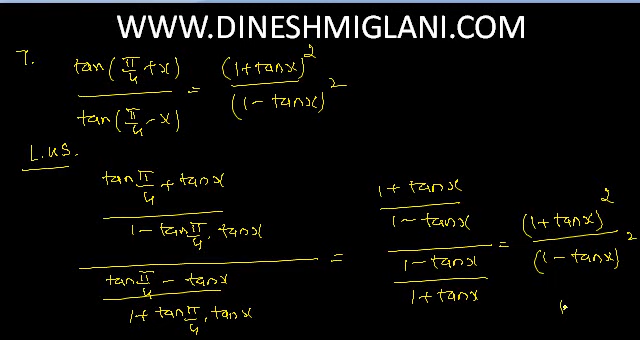 WWW.DINESHMIGLANI.COM
7. tan(π/4 + x) / tan(π/4 - x) = (1 + tanx)² / (1 - tanx)²
L.H.S.
((tan π/4 + tanx) / (1 - tan π/4 . tanx)) / ((tan π/4 - tanx) / (1 + tan π/4 . tanx)) = ((1 + tanx) / (1 - tanx)) / ((1 - tanx) / (1 + tanx)) = (1 + tanx)² / (1 - tanx)²